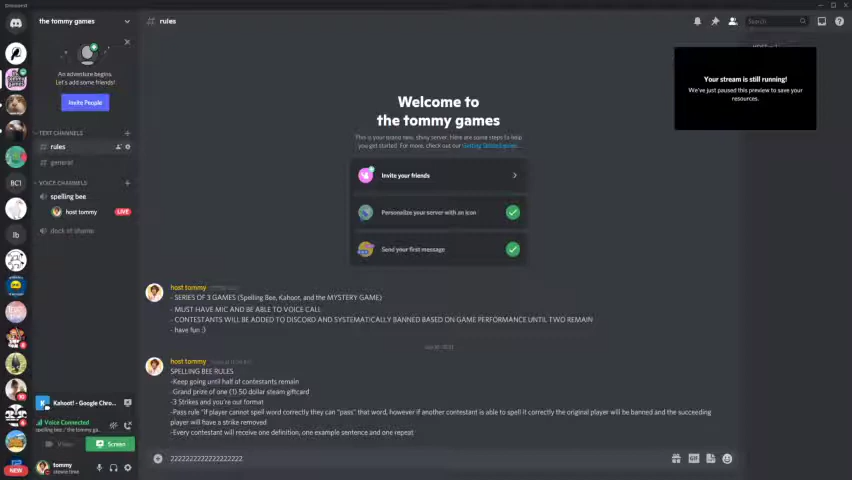 Discord
the tommy games
rules
Search
An adventure begins.
Let's add some friends!
Invite People
TEXT CHANNELS
rules
general
VOICE CHANNELS
spelling bee
host tommy
LIVE
dock of shame
BC1
lb
Your stream is still running!
We've just paused this preview to save your
resources.
Welcome to
the tommy games
This is your brand new, shiny server. Here are some steps to help
you get started. For more, check out our Getting Started guide.
Invite your friends
Personalize your server with an icon
Send your first message
host tommy
- SERIES OF 3 GAMES (Spelling Bee, Kahoot, and the MYSTERY GAME)
- MUST HAVE MIC AND BE ABLE TO VOICE CALL
- CONTESTANTS WILL BE ADDED TO DISCORD AND SYSTEMATICALLY BANNED BASED ON GAME PERFORMANCE UNTIL TWO REMAIN
- have fun :)
host tommy
SPELLING BEE RULES
-Keep going until half of contestants remain
-Grand prize of one (1) 50 dollar steam giftcard
-3 Strikes and you're out format
-Pass rule "If player cannot spell word correctly they can "pass" that word, however if another contestant is able to spell it correctly the original player will be banned and the succeeding
player will have a strike removed
-Every contestant will receive one definition, one example sentence and one repeat
Kahoot! - Google Chro...
Voice Connected
spelling bee / the tommy ga...
Video
Screen
NEW
tommy
GIF